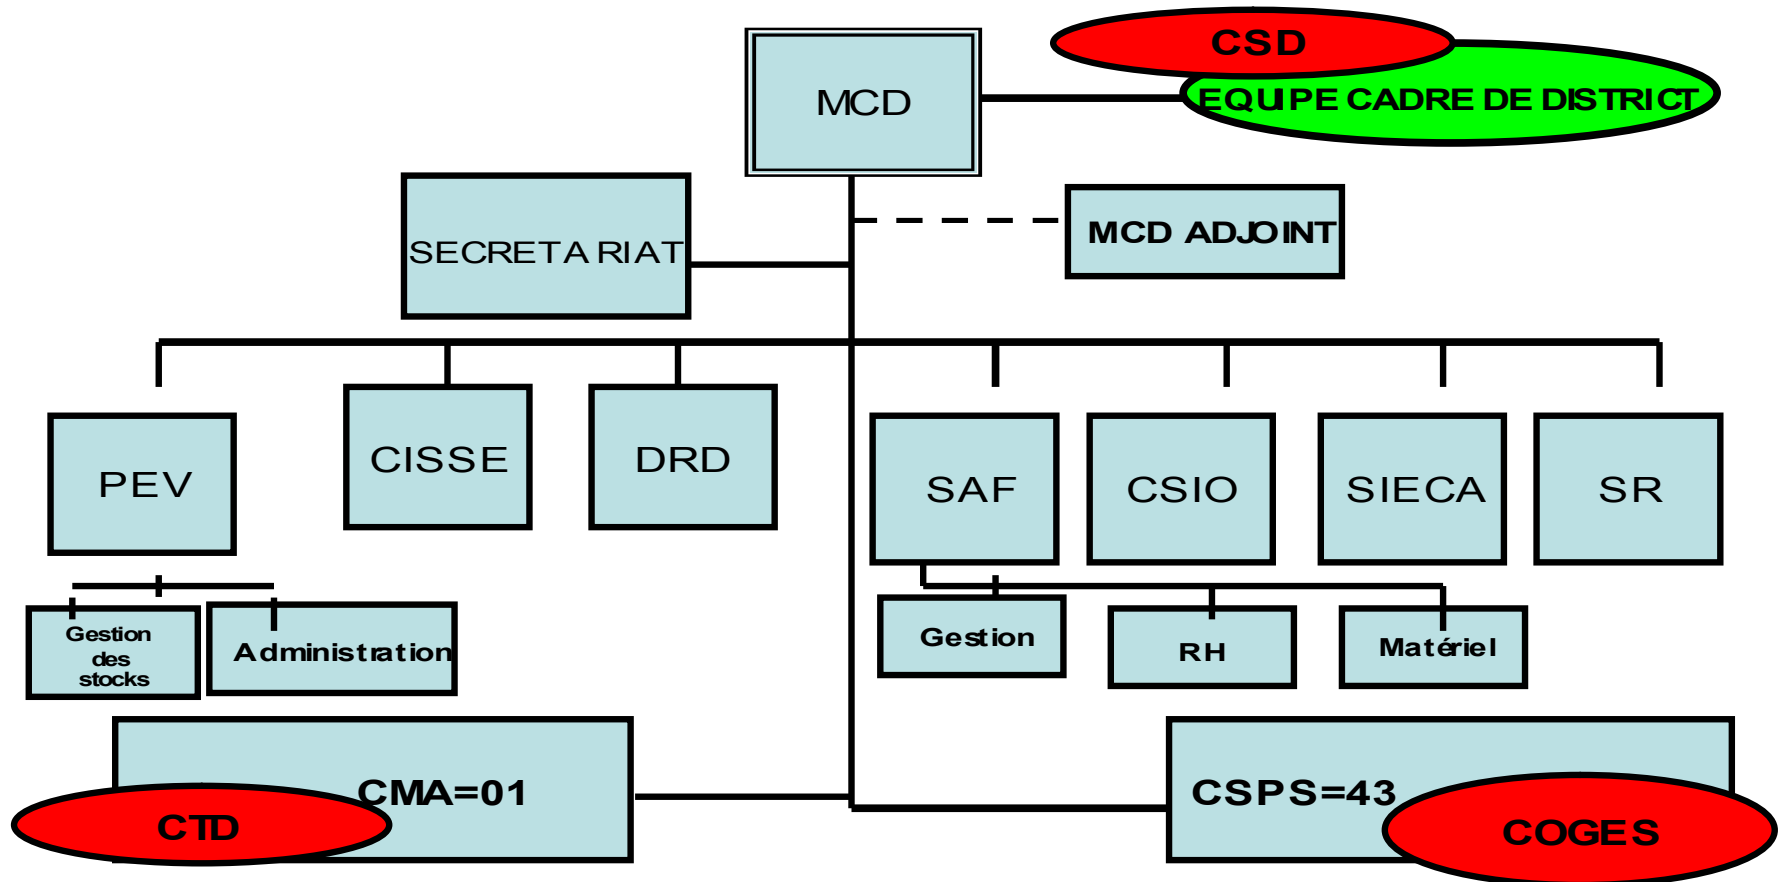 CSD
MCD
EQUIPE CADRE DE DISTRICT
MCD ADJOINT
SECRETARIAT
PEV
CISSE
DRD
SAF
CSIO
SIECA
SR
Gestion
des
stocks
Administration
Gestion
RH
Matériel
CMA=01
CTD
CSPS=43
COGES